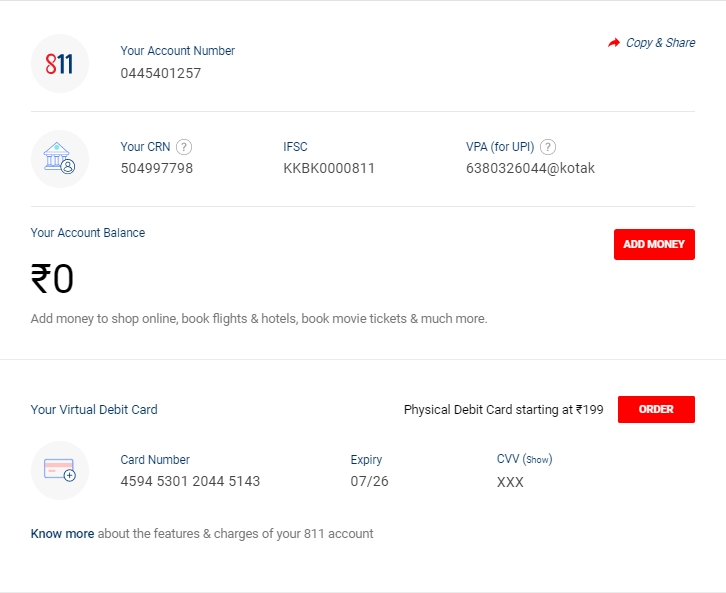 811
Your Account Number
Copy & Share
0445401257
Your CRN ? IFSC VPA (for UPI) ?
504997798 KKBK0000811 6380326044@kotak
Your Account Balance
ADD MONEY
₹0
Add money to shop online, book flights & hotels, book movie tickets & much more.
Your Virtual Debit Card Physical Debit Card starting at ₹199 ORDER
Card Number Expiry CVV (Show)
4594 5301 2044 5143 07/26 XXX
Know more about the features & charges of your 811 account